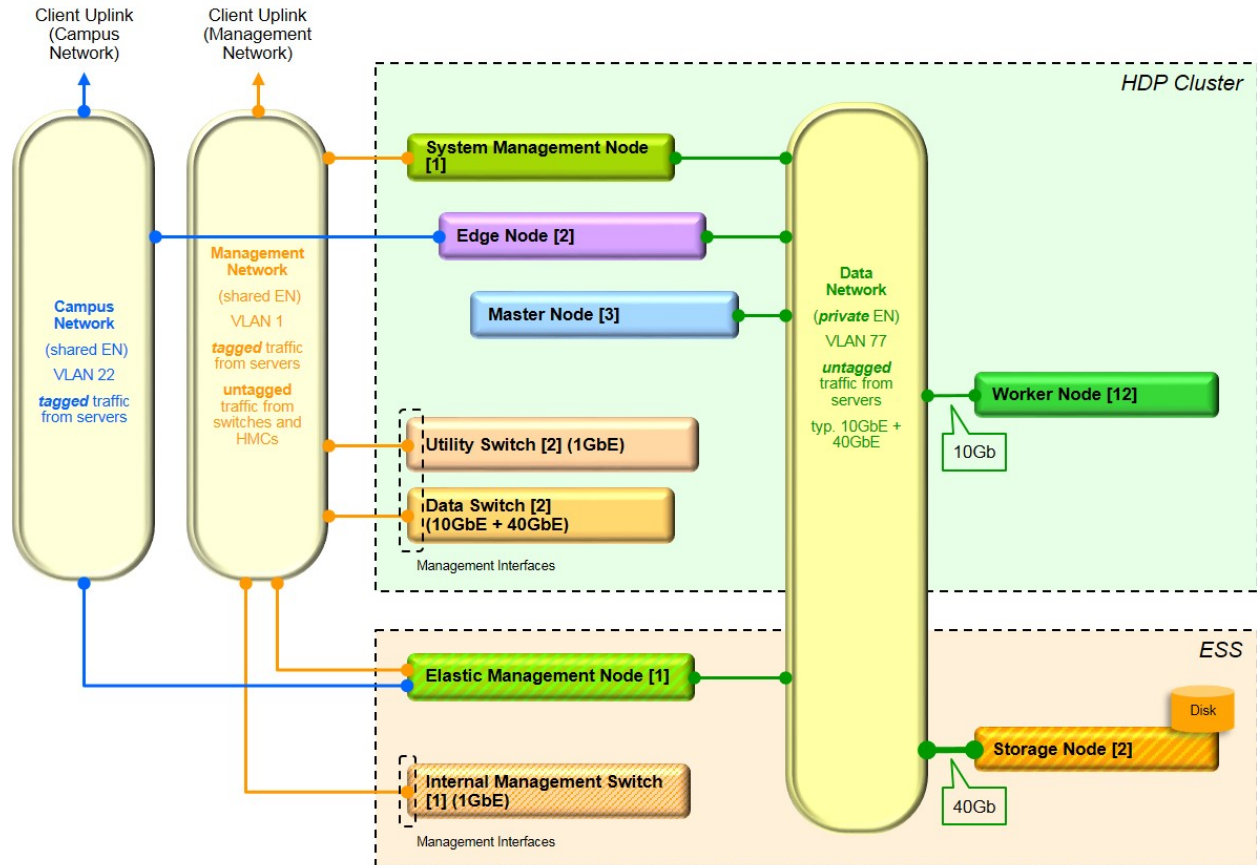 Client Uplink
(Campus
Network)
Client Uplink
(Management
Network)
HDP Cluster
System Management Node
[1]
Edge Node [2]
Master Node [3]
Management
Network
(shared EN)
VLAN 1
tagged traffic
from servers
untagged
traffic from
switches and
HMCs
Campus
Network
(shared EN)
VLAN 22
tagged traffic
from servers
Data
Network
(private EN)
VLAN 77
untagged
traffic from
servers
typ. 10GbE +
40GbE
Worker Node [12]
10Gb
Utility Switch [2] (1GbE)
Data Switch [2]
(10GbE + 40GbE)
Management Interfaces
ESS
Elastic Management Node [1]
Disk
Storage Node [2]
40Gb
Internal Management Switch
[1] (1GbE)
Management Interfaces